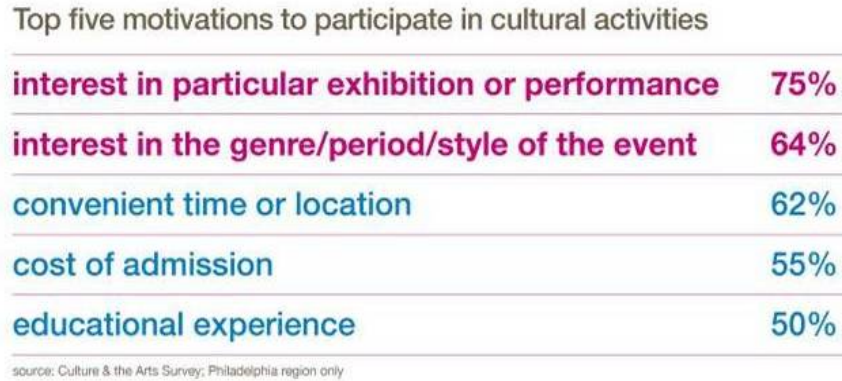 Top five motivations to participate in cultural activities
interest in particular exhibition or performance 75%
interest in the genre/period/style of the event 64%
convenient time or location 62%
cost of admission 55%
educational experience 50%
source: Culture & the Arts Survey; Philadelphia region only